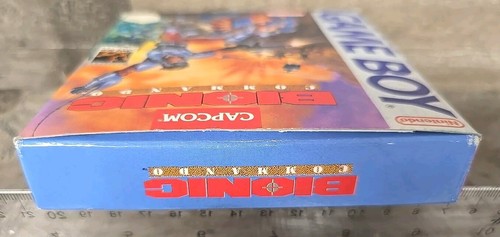 GAME BOY
Nintendo
CAPCOM
BIONIC
COMMANDO
BIONIC
COMMANDO